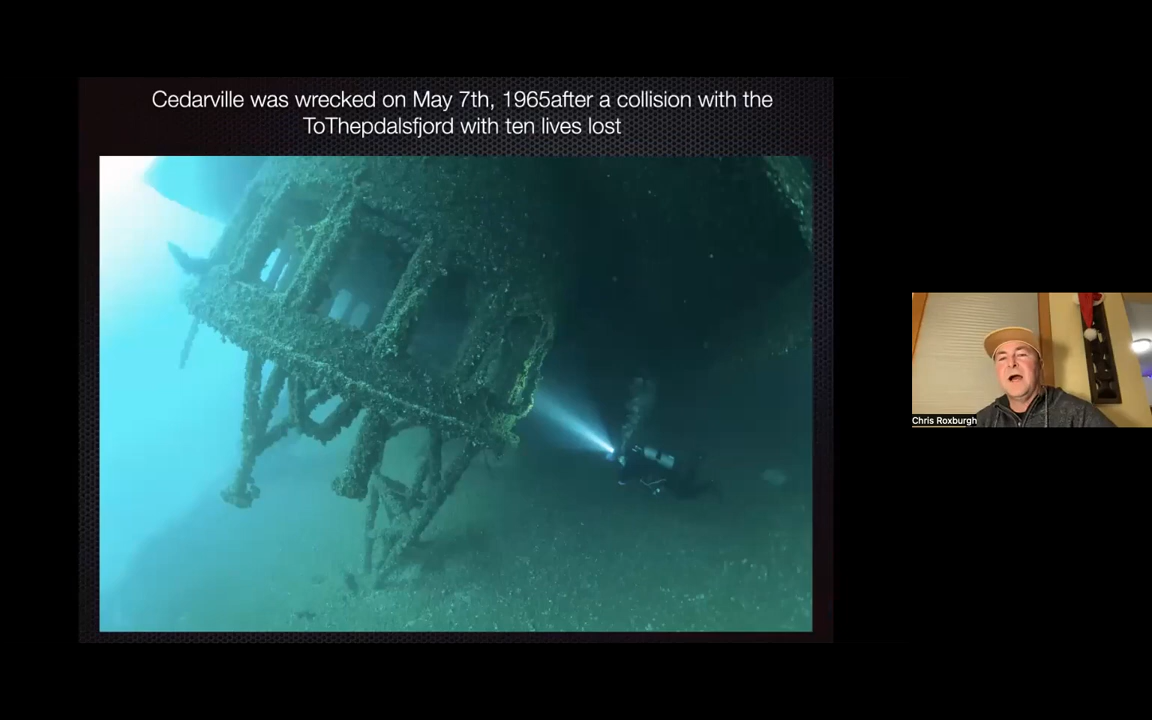 Cedarville was wrecked on May 7th, 1965after a collision with the
ToThepdalsfjord with ten lives lost
Chris Roxburgh